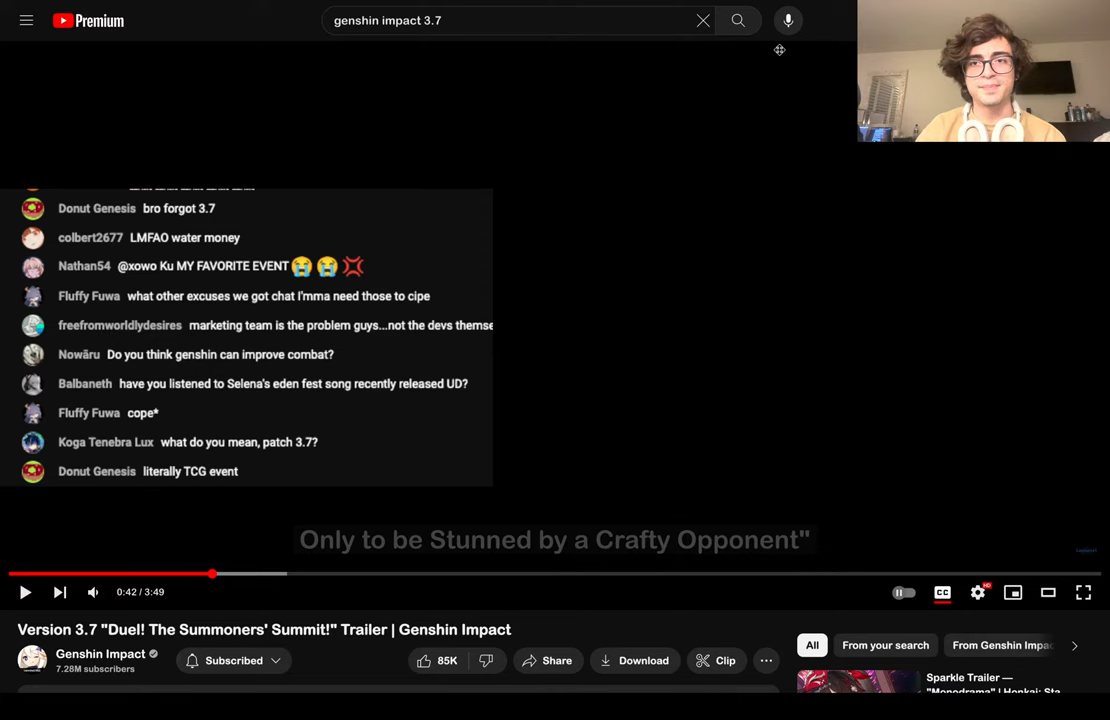 Premium
genshin impact 3.7
Donut Genesis bro forgot 3.7
colbert2677 LMFAO water money
Nathan54 @xowo Ku MY FAVORITE EVENT😭😭💢
Fluffy Fuwa what other excuses we got chat I'mma need those to cipe
freefromworldlydesires marketing team is the problem guys...not the devs themse
Nowāru Do you think genshin can improve combat?
Balbaneth have you listened to Selena's eden fest song recently released UD?
Fluffy Fuwa cope*
Koga Tenebra Lux what do you mean, patch 3.7?
Donut Genesis literally TCG event
Only to be Stunned by a Crafty Opponent"
0:42 / 3:49
CC
HD
Version 3.7 "Duel! The Summoners' Summit!" Trailer | Genshin Impact
Genshin Impact
7.28M subscribers
Subscribed
85K
Share
Download
Clip
All
From your search
From Genshin Impac
Sparkle Trailer —
"Monodrama" | Honkai: Sta